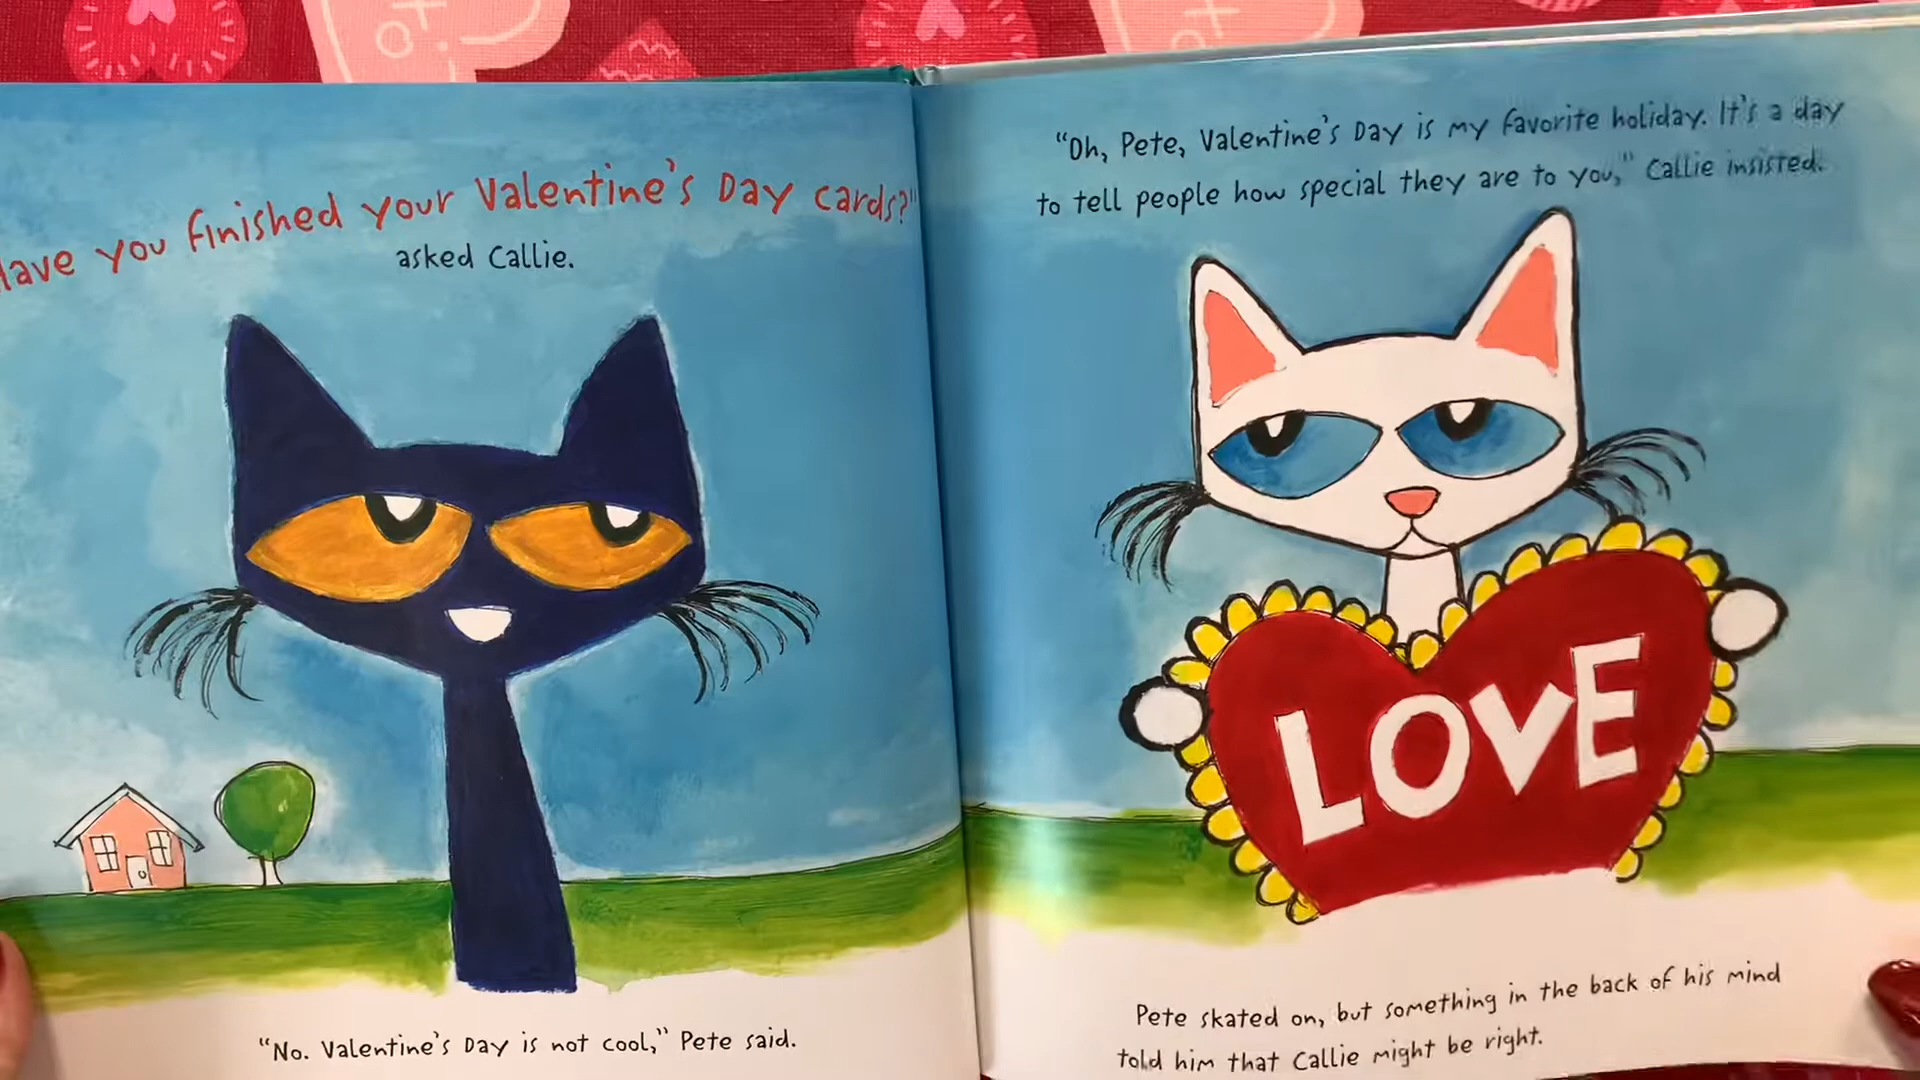 Have you finished your Valentine's Day cards?"
asked Callie.
"No. Valentine's Day is not cool," Pete said.
"Oh, Pete, Valentine's Day is my favorite holiday. It's a day
to tell people how special they are to you," Callie insisted.
LOVE
Pete skated on, but something in the back of his mind
told him that Callie might be right.